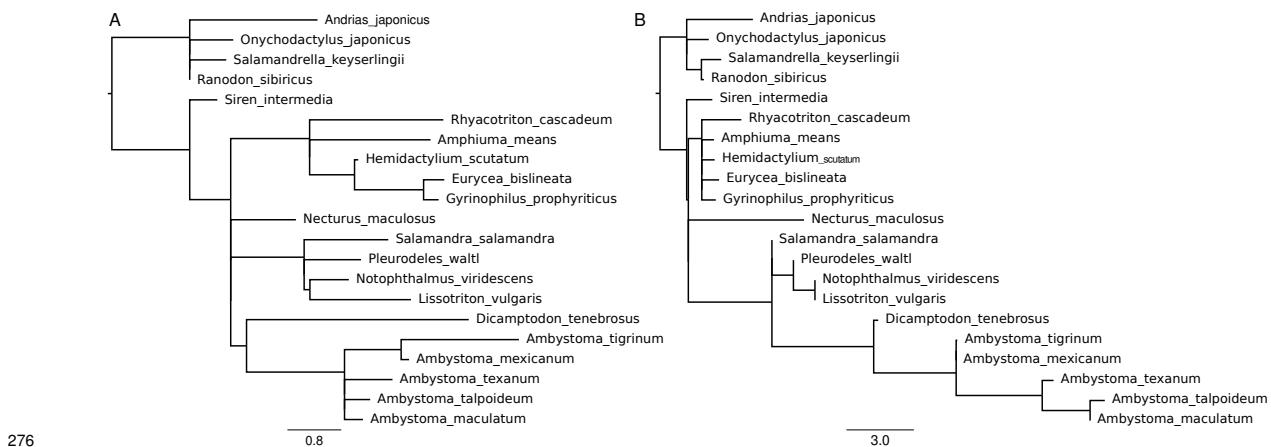 A
Andrias_japonicus
Onychodactylus_japonicus
Salamandrella_keyserlingii
Ranodon_sibiricus
Siren_intermedia
Rhyacotriton_cascadeum
Amphiuma_means
Hemidactylium_scutatum
Eurycea_bislineata
Gyrinophilus_prophyriticus
Necturus_maculosus
Salamandra_salamandra
Pleurodeles_waltl
Notophthalmus_viridescens
Lissotriton_vulgaris
Dicamptodon_tenebrosus
Ambystoma_tigrinum
Ambystoma_mexicanum
Ambystoma_texanum
Ambystoma_talpoideum
Ambystoma_maculatum
0.8
B
Andrias_japonicus
Onychodactylus_japonicus
Salamandrella_keyserlingii
Ranodon_sibiricus
Siren_intermedia
Rhyacotriton_cascadeum
Amphiuma_means
Hemidactylium_scutatum
Eurycea_bislineata
Gyrinophilus_prophyriticus
Necturus_maculosus
Salamandra_salamandra
Pleurodeles_waltl
Notophthalmus_viridescens
Lissotriton_vulgaris
Dicamptodon_tenebrosus
Ambystoma_tigrinum
Ambystoma_mexicanum
Ambystoma_texanum
Ambystoma_talpoideum
Ambystoma_maculatum
3.0
276